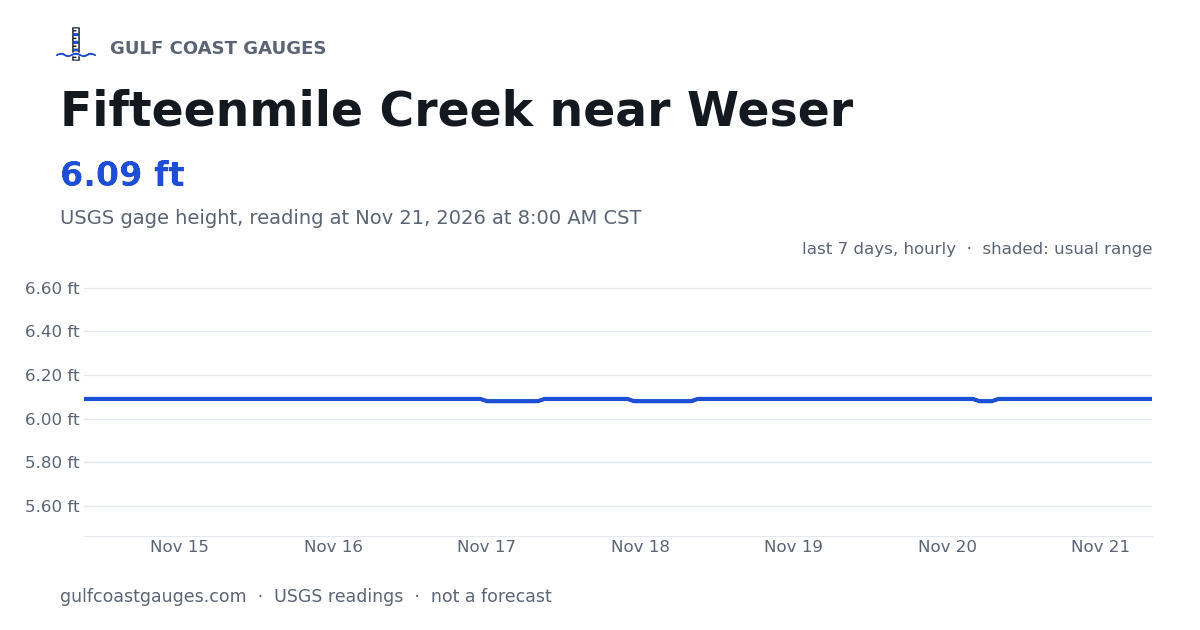 GULF COAST GAUGES
Fifteenmile Creek near Weser
6.09 ft
USGS gage height, reading at Nov 21, 2026 at 8:00 AM CST
last 7 days, hourly · shaded: usual range
6.60 ft
6.40 ft
6.20 ft
6.00 ft
5.80 ft
5.60 ft
Nov 15 Nov 16 Nov 17 Nov 18 Nov 19 Nov 20 Nov 21
gulfcoastgauges.com · USGS readings · not a forecast